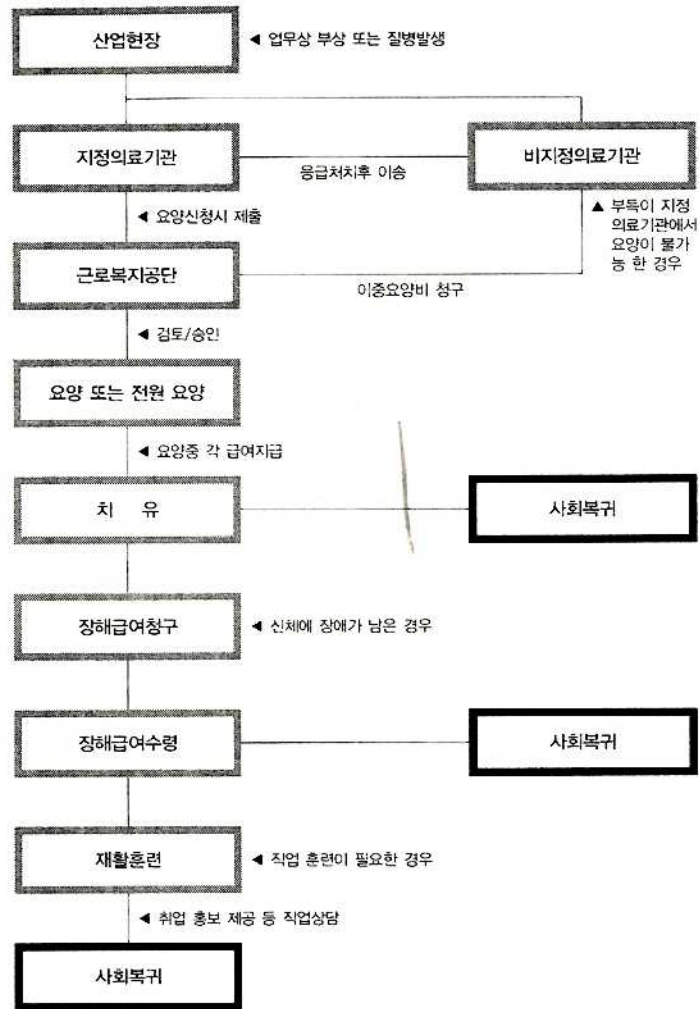 산업현장
◀ 업무상 부상 또는 질병발생
지정의료기관
비지정의료기관
응급처치후 이송
◀ 요양신청시 제출
▲ 부득이 지정
의료기관에서
요양이 불가
능 한 경우
근로복지공단
이중요양비 청구
◀ 검토/승인
요양 또는 전원 요양
◀ 요양중 각 급여지급
치 유
사회복귀
장해급여청구
◀ 신체에 장애가 남은 경우
장해급여수령
사회복귀
재활훈련
◀ 직업 훈련이 필요한 경우
◀ 취업 홍보 제공 등 직업상담
사회복귀